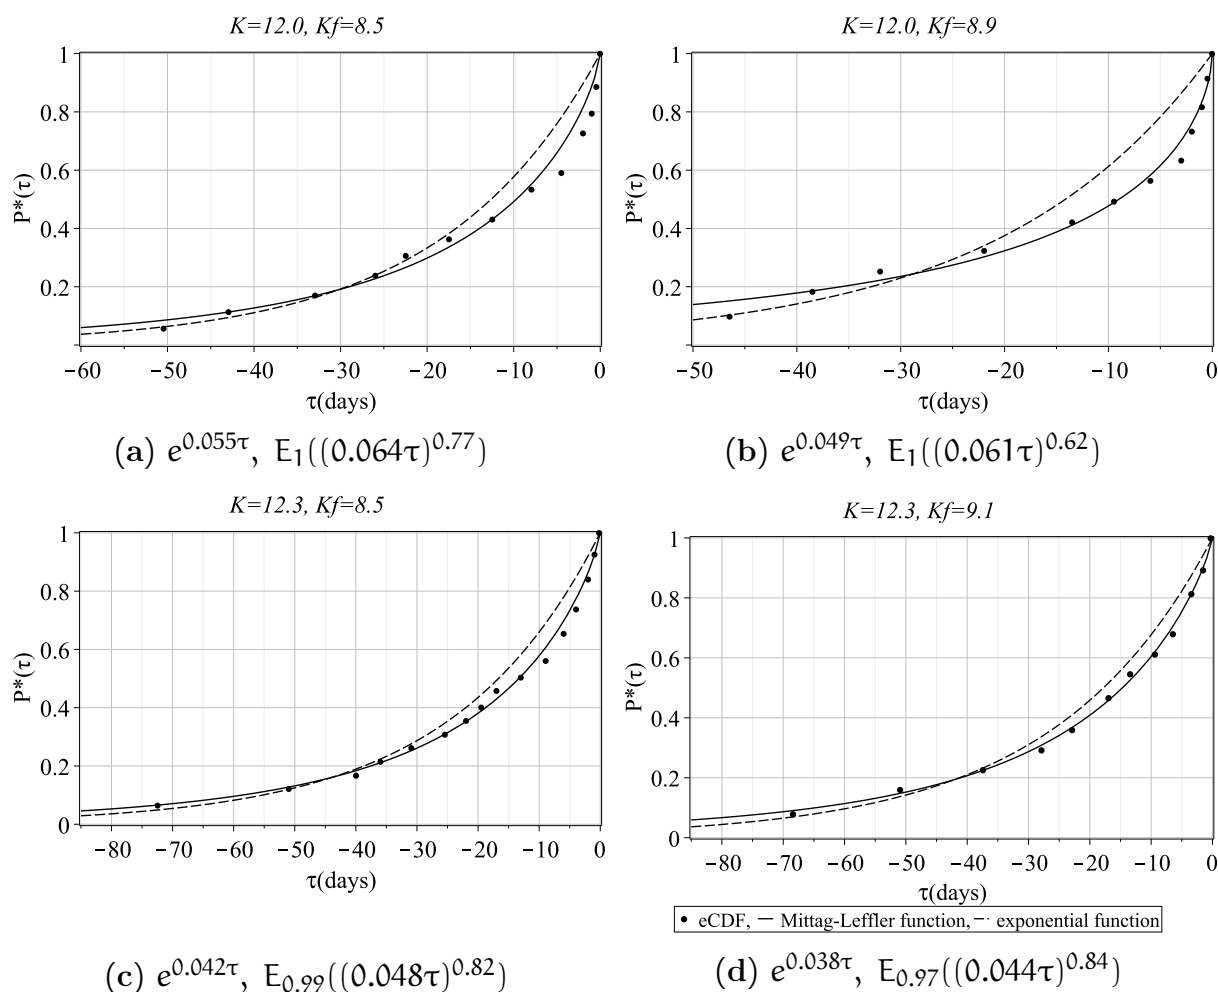 K=12.0, Kf=8.5
1
0.8
0.6
0.4
0.2
P*(τ)
−60 −50 −40 −30 −20 −10 0
τ(days)
(a) e^0.055τ, E₁((0.064τ)^0.77)
K=12.0, Kf=8.9
1
0.8
0.6
0.4
0.2
P*(τ)
−50 −40 −30 −20 −10 0
τ(days)
(b) e^0.049τ, E₁((0.061τ)^0.62)
K=12.3, Kf=8.5
1
0.8
0.6
0.4
0.2
0
P*(τ)
−80 −70 −60 −50 −40 −30 −20 −10 0
τ(days)
(c) e^0.042τ, E_0.99((0.048τ)^0.82)
K=12.3, Kf=9.1
1
0.8
0.6
0.4
0.2
0
P*(τ)
−80 −70 −60 −50 −40 −30 −20 −10 0
τ(days)
• eCDF, — Mittag-Leffler function, -·- exponential function
(d) e^0.038τ, E_0.97((0.044τ)^0.84)